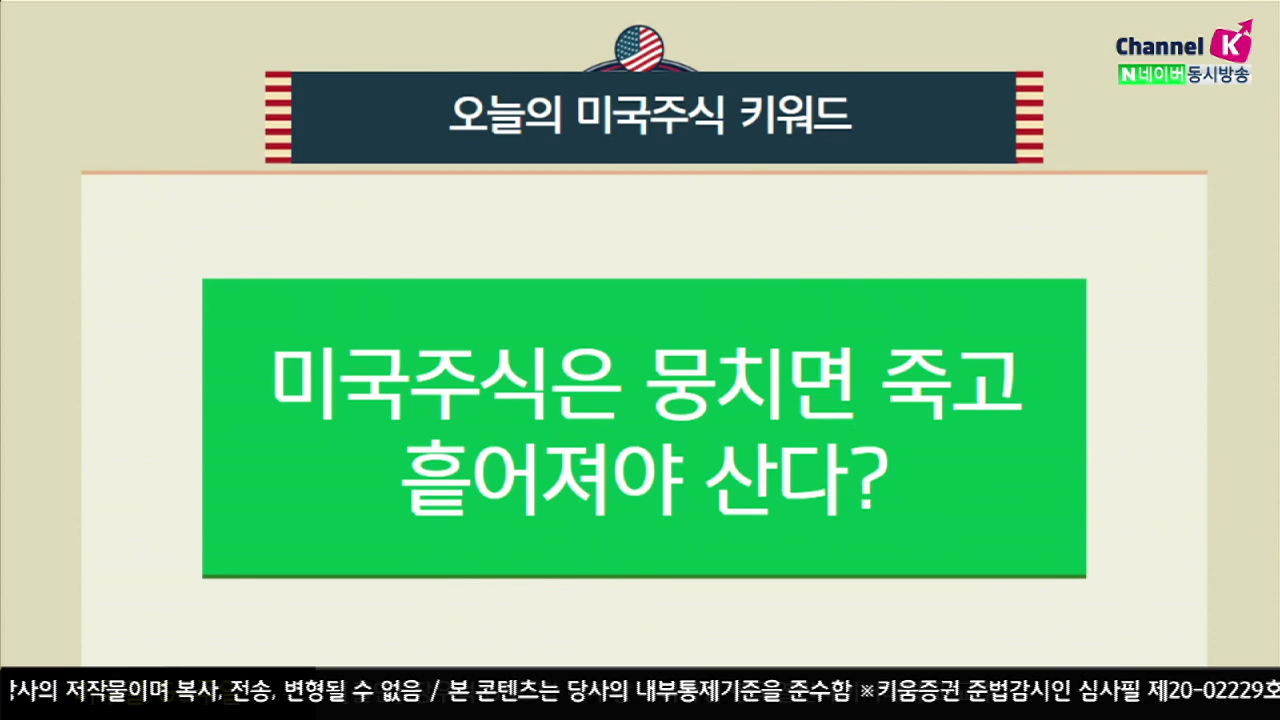 Channel K
N네이버 동시방송
오늘의 미국주식 키워드
미국주식은 뭉치면 죽고
흩어져야 산다?
사의 저작물이며 복사, 전송, 변형될 수 없음 / 본 콘텐츠는 당사의 내부통제기준을 준수함 ※키움증권 준법감시인 심사필 제20-02229호